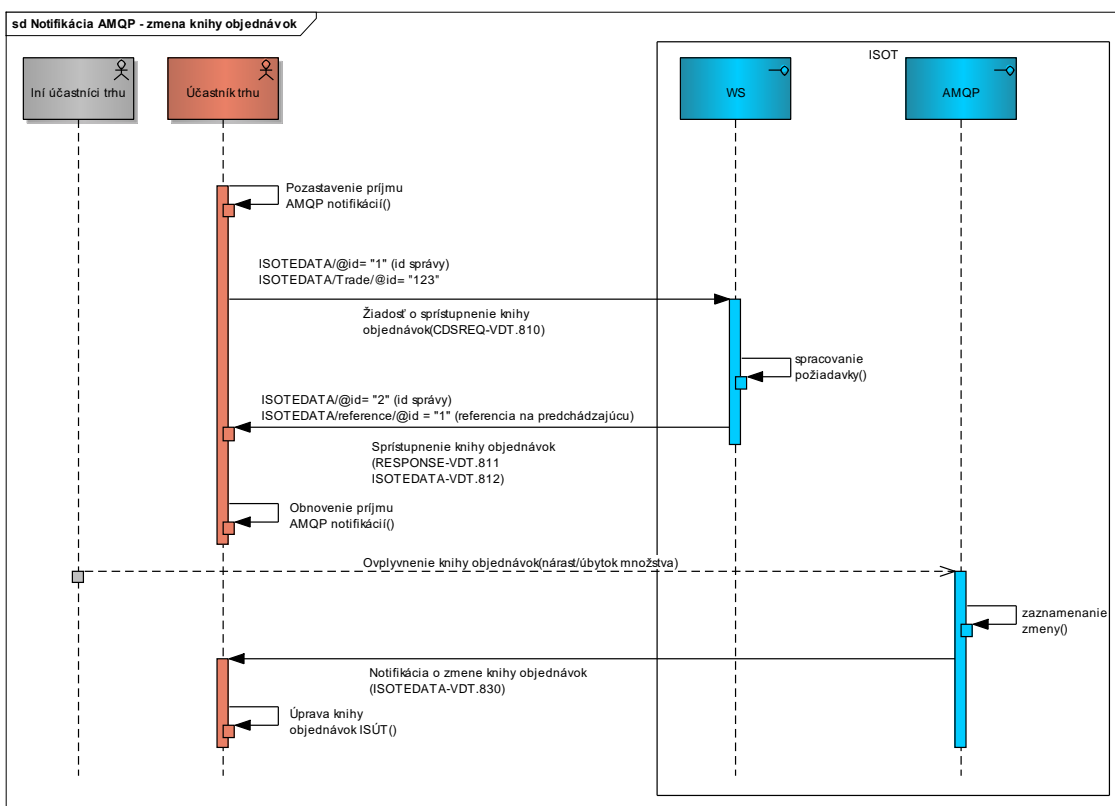 sd Notifikácia AMQP - zmena knihy objednávok
ISOT
Iní účastníci trhu
Účastník trhu
WS
AMQP
Pozastavenie príjmu
AMQP notifikácií()
ISOTEDATA/@id= "1" (id správy)
ISOTEDATA/Trade/@id= "123"
Žiadosť o sprístupnenie knihy
objednávok(CDSREQ-VDT.810)
spracovanie
požiadavky()
ISOTEDATA/@id= "2" (id správy)
ISOTEDATA/reference/@id = "1" (referencia na predchádzajúcu)
Sprístupnenie knihy objednávok
(RESPONSE-VDT.811
ISOTEDATA-VDT.812)
Obnovenie príjmu
AMQP notifikácií()
Ovplyvnenie knihy objednávok(nárast/úbytok množstva)
zaznamenanie
zmeny()
Notifikácia o zmene knihy objednávok
(ISOTEDATA-VDT.830)
Úprava knihy
objednávok ISÚT()